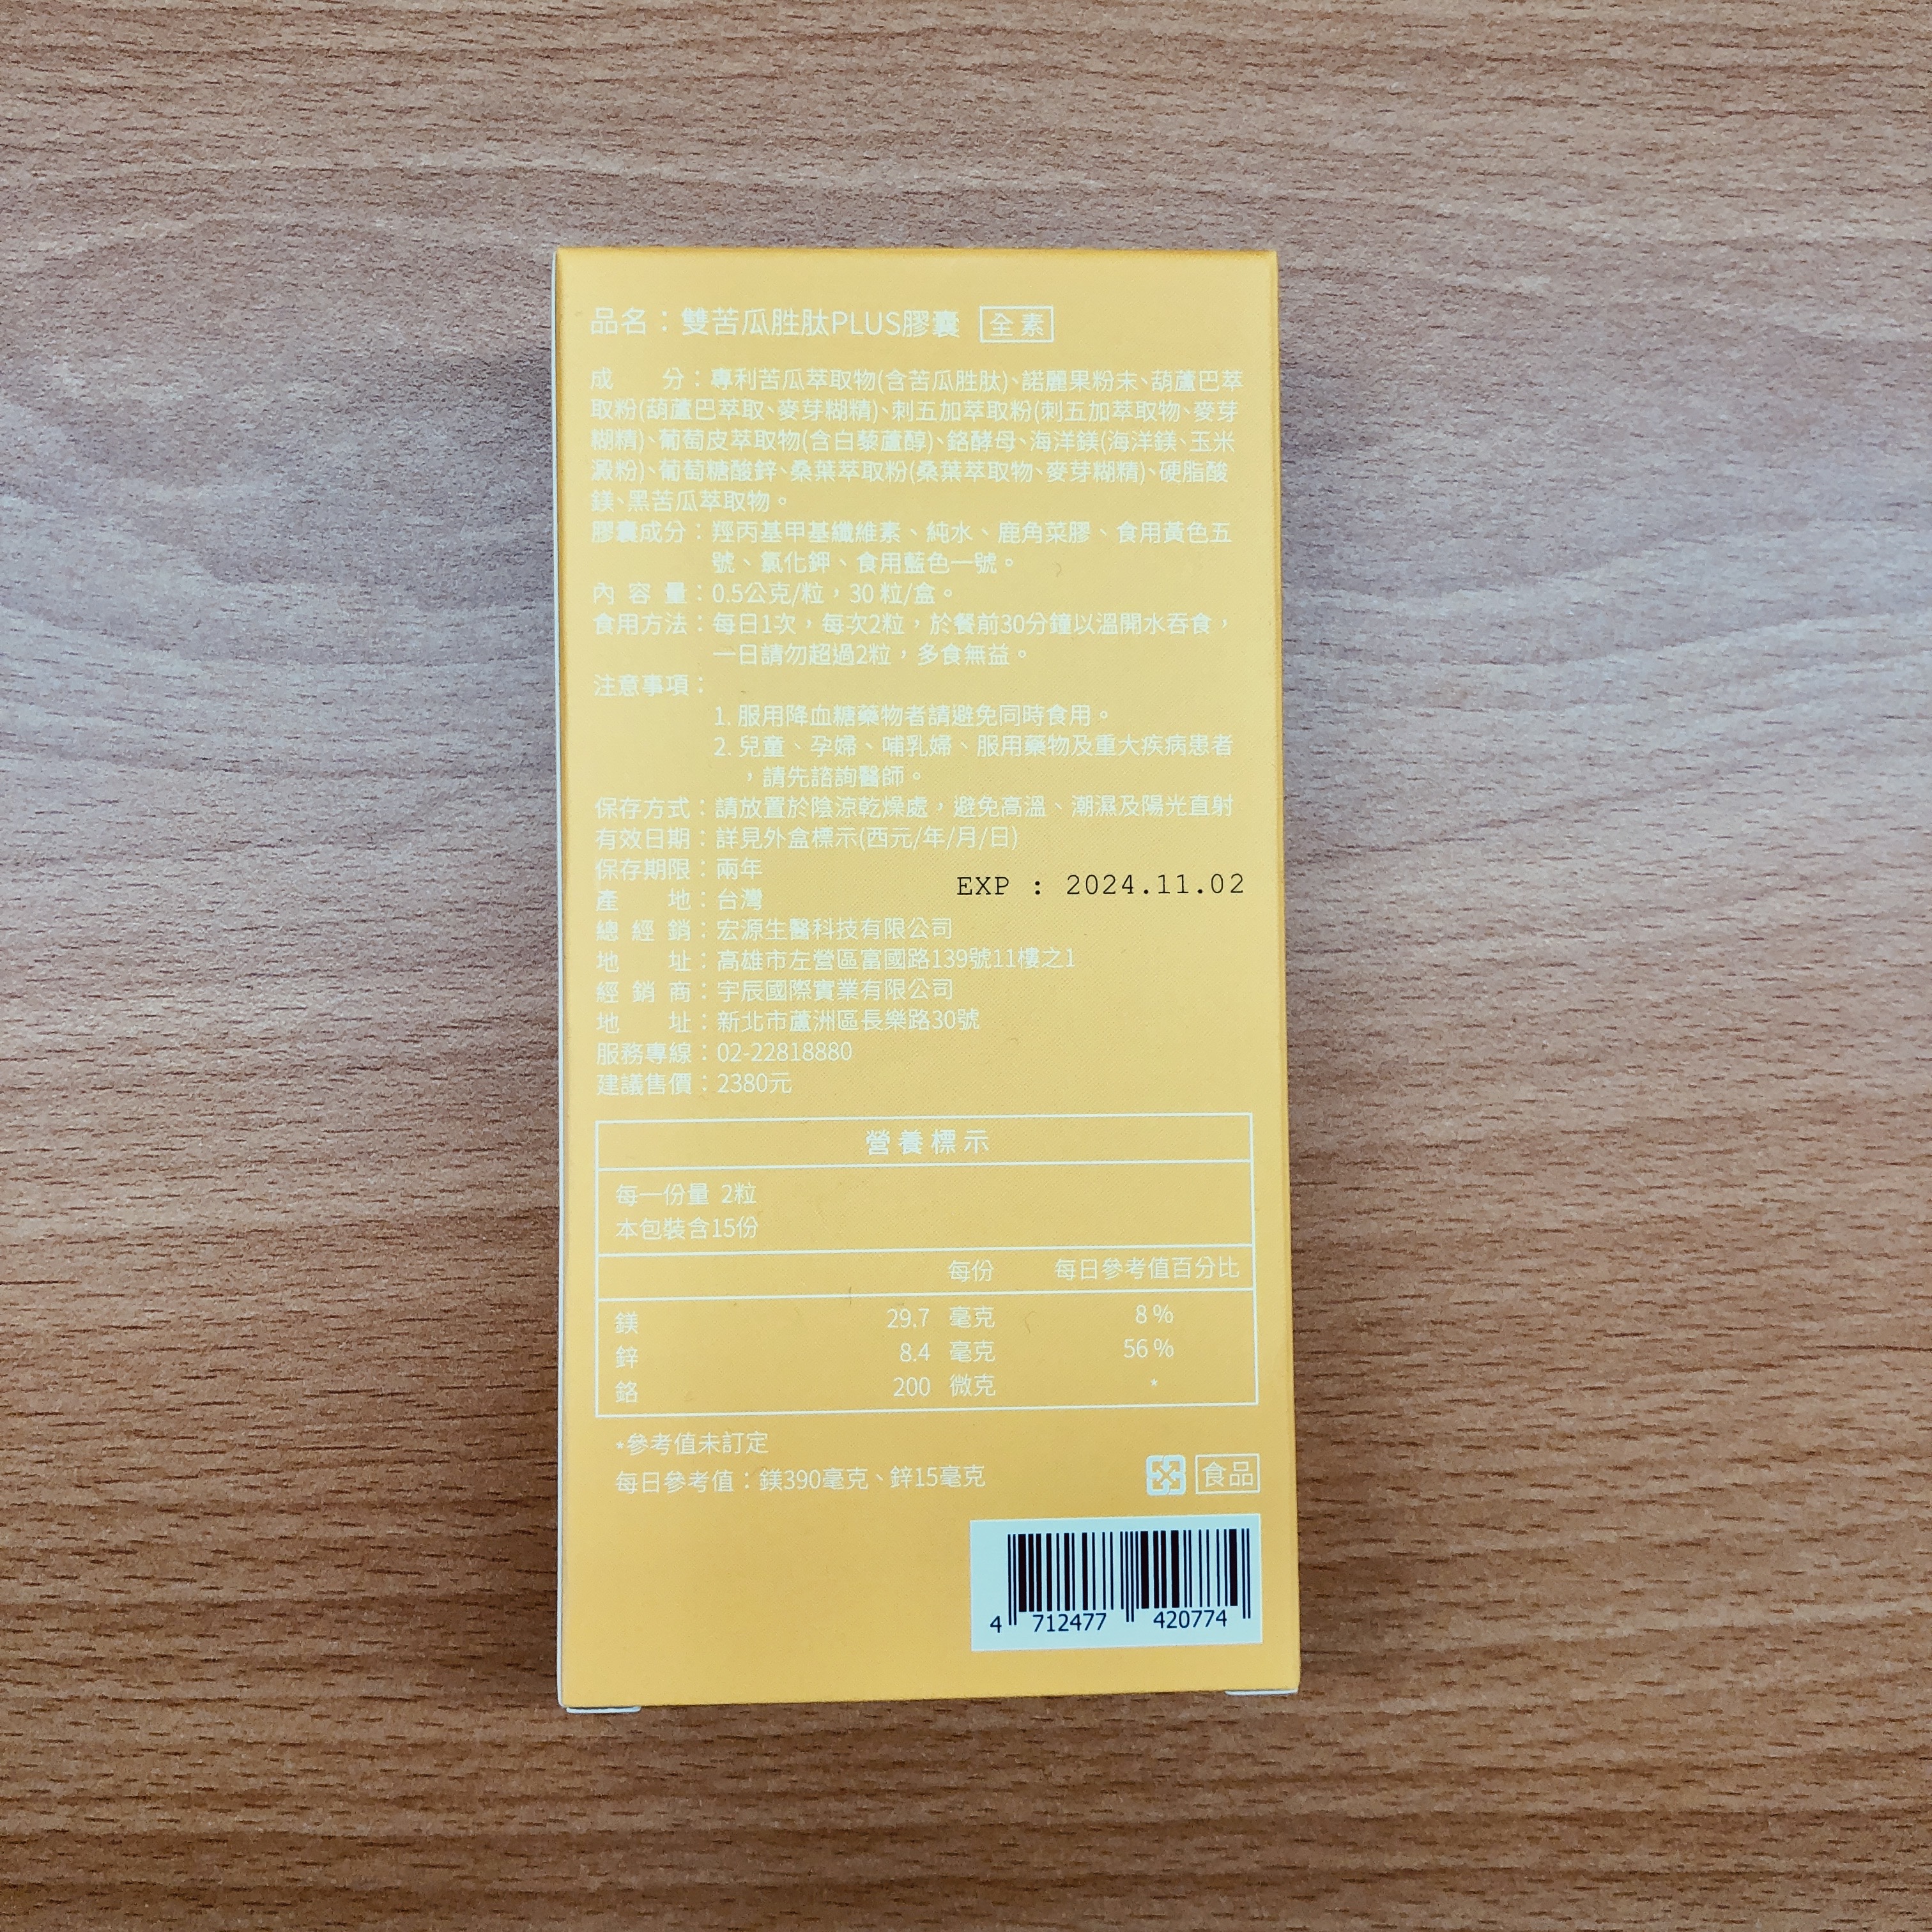 品名：雙苦瓜胜肽PLUS膠囊 全素
成　分：專利苦瓜萃取物(含苦瓜胜肽)、諾麗果粉末、葫蘆巴萃
取粉(葫蘆巴萃取、麥芽糊精)、刺五加萃取粉(刺五加萃取物、麥芽
糊精)、葡萄皮萃取物(含白藜蘆醇)、鉻酵母、海洋鎂(海洋鎂、玉米
澱粉)、葡萄糖酸鋅、桑葉萃取粉(桑葉萃取物、麥芽糊精)、硬脂酸
鎂、黑苦瓜萃取物。
膠囊成分：羥丙基甲基纖維素、純水、鹿角菜膠、食用黃色五
號、氯化鉀、食用藍色一號。
內容量：0.5公克/粒，30粒/盒。
食用方法：每日1次，每次2粒，於餐前30分鐘以溫開水吞食，
一日請勿超過2粒，多食無益。
注意事項：
1. 服用降血糖藥物者請避免同時食用。
2. 兒童、孕婦、哺乳婦、服用藥物及重大疾病患者
，請先諮詢醫師。
保存方式：請放置於陰涼乾燥處，避免高溫、潮濕及陽光直射
有效日期：詳見外盒標示(西元/年/月/日)
保存期限：兩年
EXP : 2024.11.02
產　地：台灣
總經銷：宏源生醫科技有限公司
地　址：高雄市左營區富國路139號11樓之1
經銷商：宇辰國際實業有限公司
地　址：新北市蘆洲區長樂路30號
服務專線：02-22818880
建議售價：2380元
營養標示
每一份量 2粒
本包裝含15份
每份 每日參考值百分比
鎂 29.7 毫克 8%
鋅 8.4 毫克 56%
鉻 200 微克 *
*參考值未訂定
每日參考值：鎂390毫克、鋅15毫克
食品
4 712477 420774